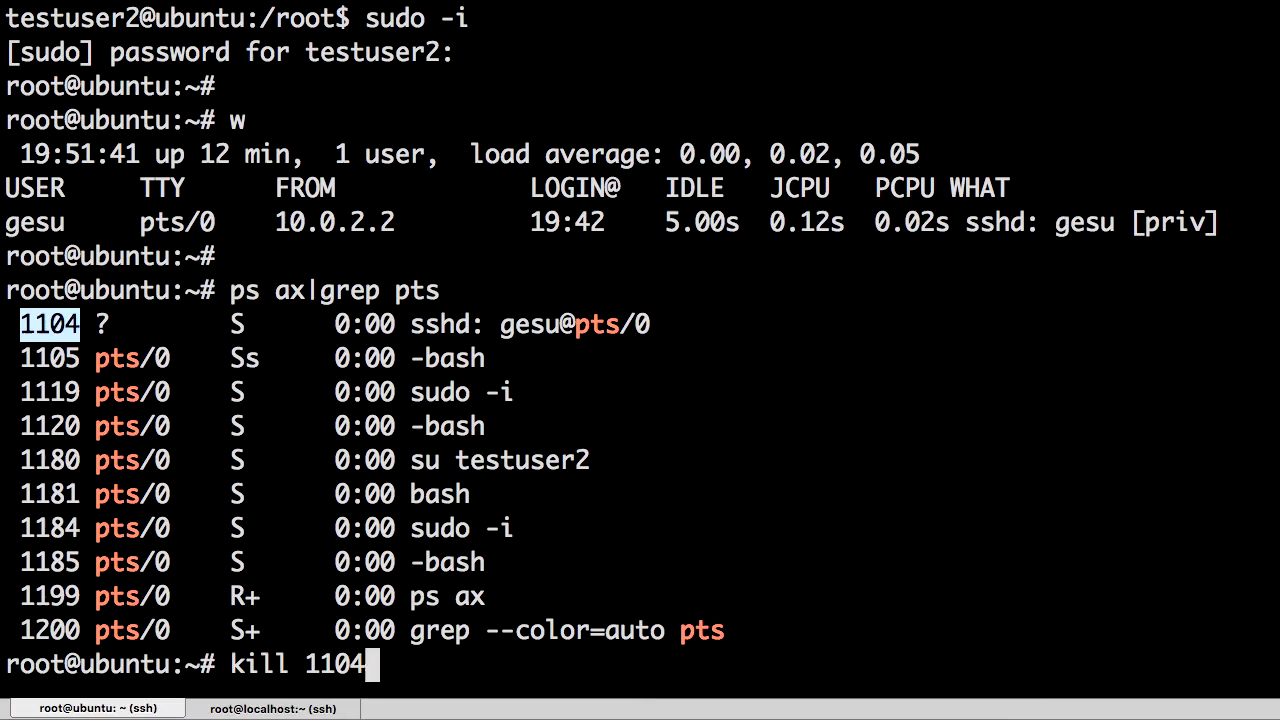 testuser2@ubuntu:/root$ sudo -i
[sudo] password for testuser2:
root@ubuntu:~#
root@ubuntu:~# w
 19:51:41 up 12 min,  1 user,  load average: 0.00, 0.02, 0.05
USER     TTY      FROM             LOGIN@   IDLE   JCPU   PCPU WHAT
gesu     pts/0    10.0.2.2         19:42    5.00s  0.12s  0.02s sshd: gesu [priv]
root@ubuntu:~#
root@ubuntu:~# ps ax|grep pts
 1104 ?        S      0:00 sshd: gesu@pts/0
 1105 pts/0    Ss     0:00 -bash
 1119 pts/0    S      0:00 sudo -i
 1120 pts/0    S      0:00 -bash
 1180 pts/0    S      0:00 su testuser2
 1181 pts/0    S      0:00 bash
 1184 pts/0    S      0:00 sudo -i
 1185 pts/0    S      0:00 -bash
 1199 pts/0    R+     0:00 ps ax
 1200 pts/0    S+     0:00 grep --color=auto pts
root@ubuntu:~# kill 1104
root@ubuntu: ~ (ssh) root@localhost:~ (ssh)